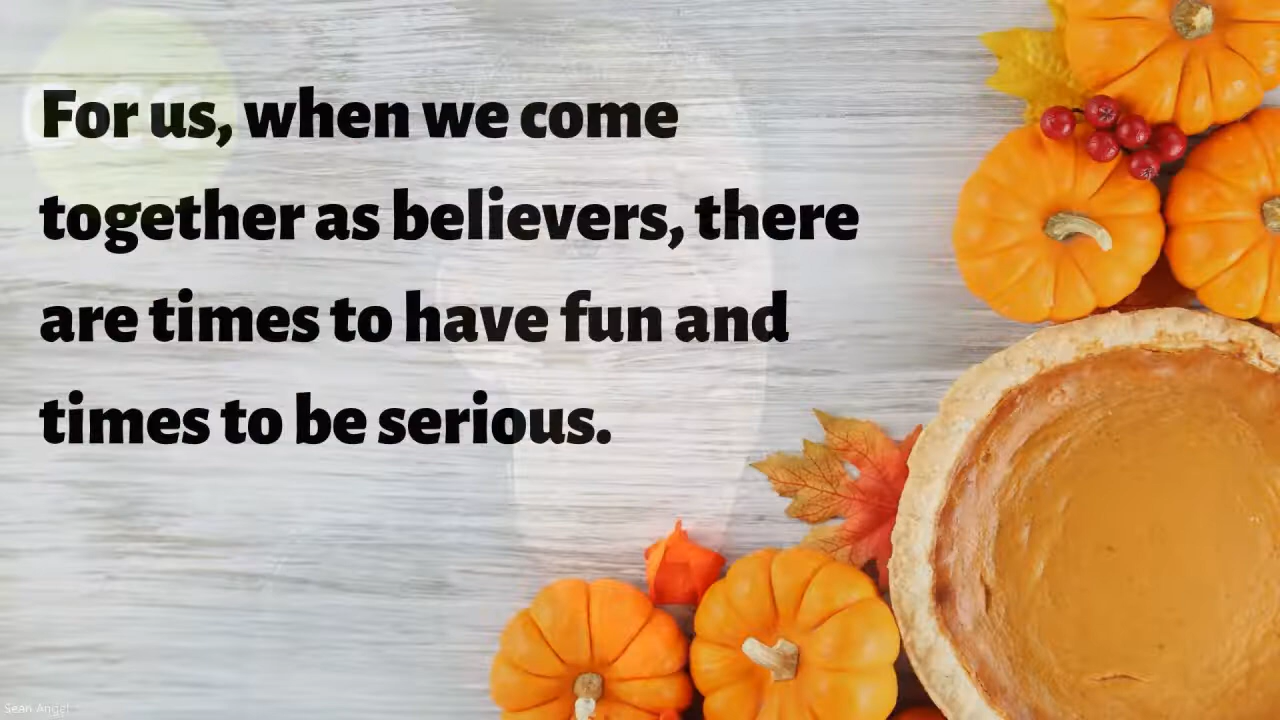 For us, when we come
together as believers, there
are times to have fun and
times to be serious.
Sean Angel